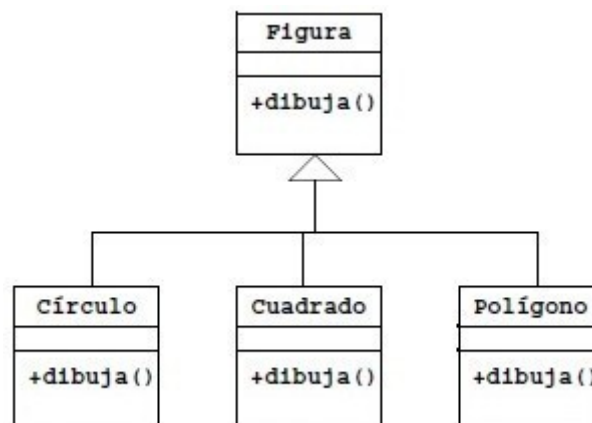 Figura
+dibuja()
Círculo
+dibuja()
Cuadrado
+dibuja()
Polígono
+dibuja()